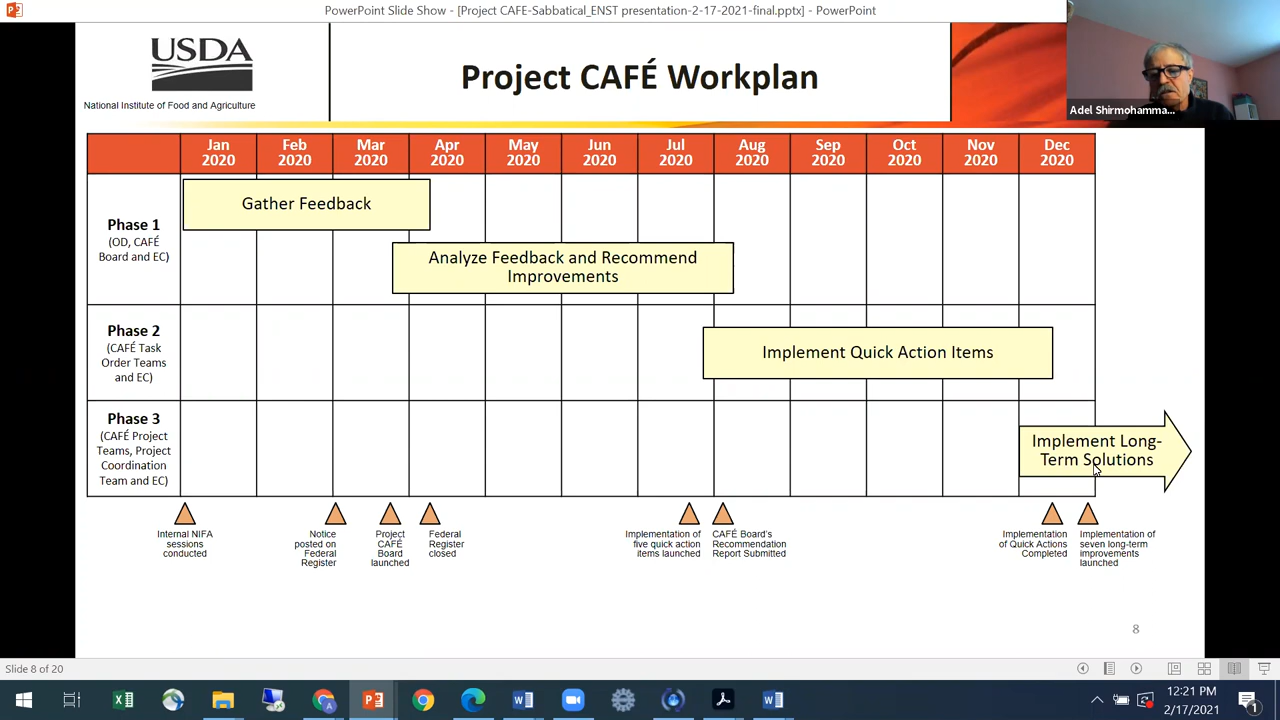 PowerPoint Slide Show - [Project CAFE-Sabbatical_ENST presentation-2-17-2021-final.pptx] - PowerPoint
USDA
National Institute of Food and Agriculture
Project CAFÉ Workplan
Adel Shirmohamma...
Jan
2020
Feb
2020
Mar
2020
Apr
2020
May
2020
Jun
2020
Jul
2020
Aug
2020
Sep
2020
Oct
2020
Nov
2020
Dec
2020
Phase 1
(OD, CAFÉ
Board and EC)
Gather Feedback
Analyze Feedback and Recommend
Improvements
Phase 2
(CAFÉ Task
Order Teams
and EC)
Implement Quick Action Items
Phase 3
(CAFÉ Project
Teams, Project
Coordination
Team and EC)
Implement Long-
Term Solutions
Internal NIFA
sessions
conducted
Notice
posted on
Federal
Register
Project
CAFÉ
Board
launched
Federal
Register
closed
Implementation of
five quick action
items launched
CAFÉ Board's
Recommendation
Report Submitted
Implementation
of Quick Actions
Completed
Implementation of
seven long-term
improvements
launched
8
Slide 8 of 20
12:21 PM
2/17/2021
1